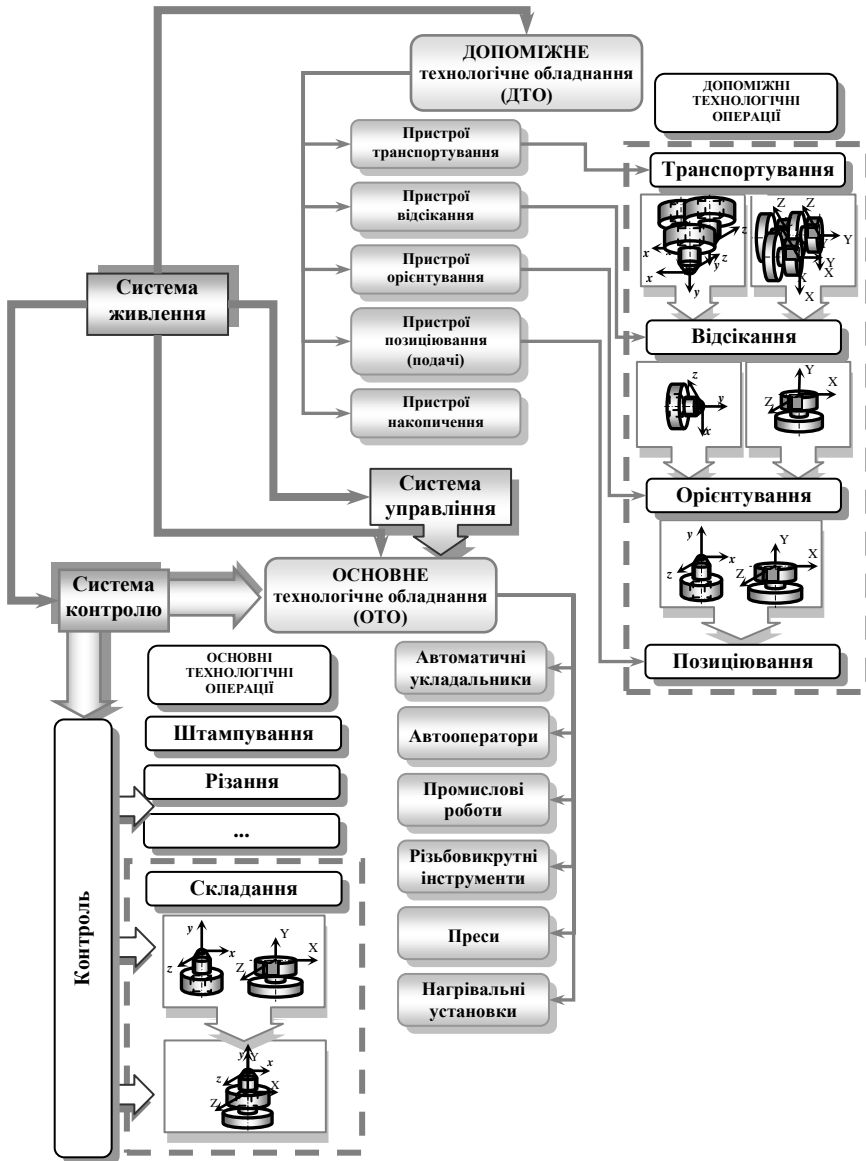 ДОПОМІЖНЕ
технологічне обладнання
(ДТО)
ДОПОМІЖНІ
ТЕХНОЛОГІЧНІ
ОПЕРАЦІЇ
Пристрої
транспортування
Транспортування
Z
Z
Y
z
x
y
z
Y
x
y
X
X
X
Пристрої
відсікання
Пристрої
орієнтування
Система
живлення
Пристрої
позиціювання
(подачі)
Відсікання
z
y
x
Y
X
Z
Пристрої
накопичення
Система
управління
Орієнтування
y
x
z
Y
X
Z
ОСНОВНЕ
технологічне обладнання
(ОТО)
Система
контролю
Позиціювання
ОСНОВНІ
ТЕХНОЛОГІЧНІ
ОПЕРАЦІЇ
Автоматичні
укладальники
Штампування
Автооператори
Різання
Промислові
роботи
...
Різьбовикрутні
інструменти
Складання
y
x
z
Y
X
Z
Преси
Нагрівальні
установки
Контроль
y
Y
x
z
X
Z